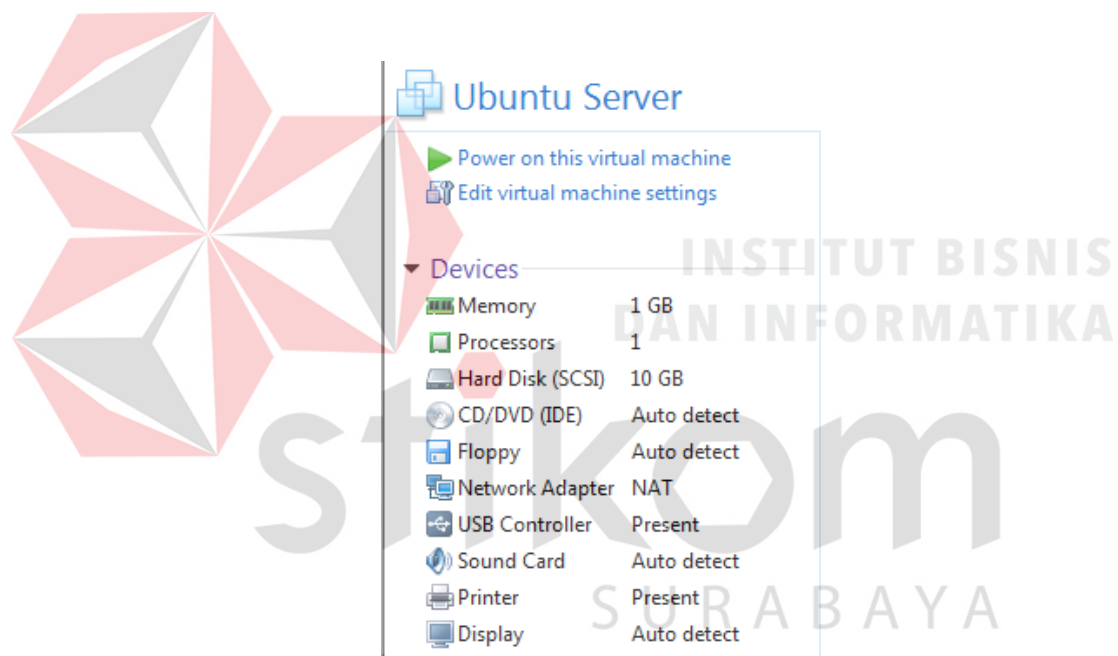 Ubuntu Server
Power on this virtual machine
Edit virtual machine settings
Devices
Memory 1 GB
Processors 1
Hard Disk (SCSI) 10 GB
CD/DVD (IDE) Auto detect
Floppy Auto detect
Network Adapter NAT
USB Controller Present
Sound Card Auto detect
Printer Present
Display Auto detect
INSTITUT BISNIS
DAN INFORMATIKA
stikom
SURABAYA